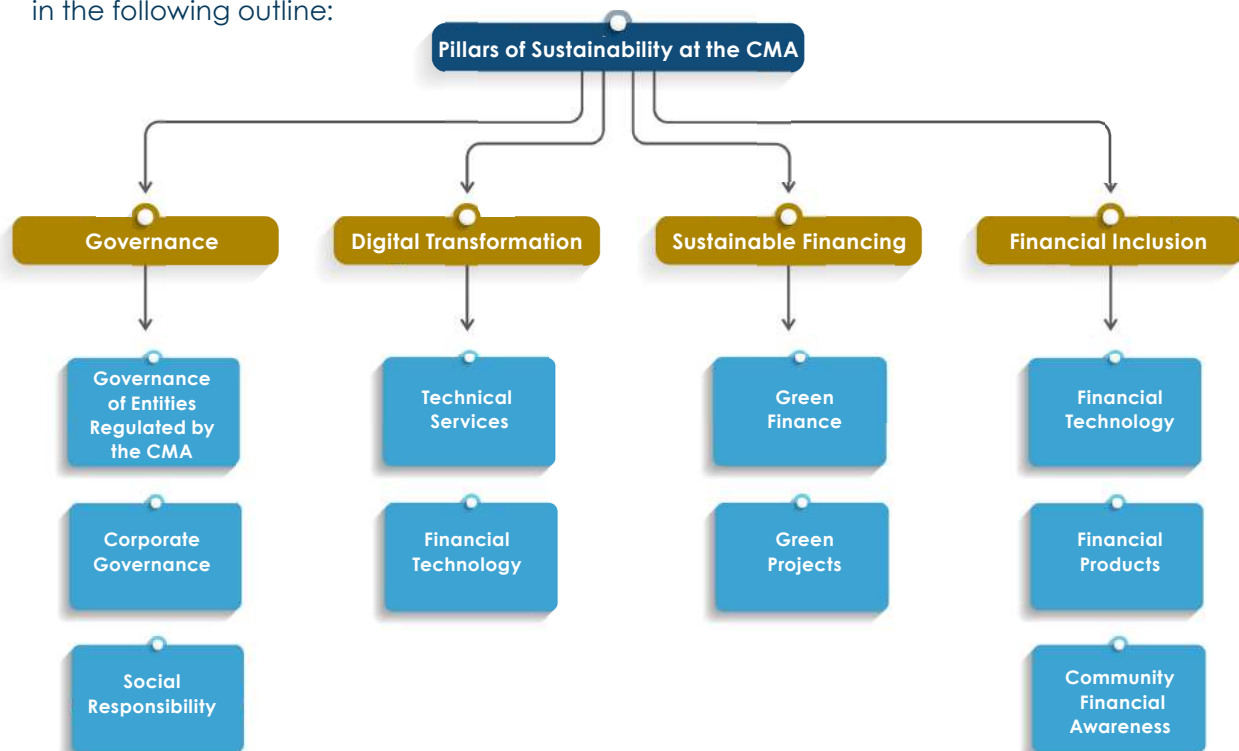 in the following outline:
Pillars of Sustainability at the CMA
Governance
Digital Transformation
Sustainable Financing
Financial Inclusion
Governance
of Entities
Regulated by
the CMA
Technical
Services
Green
Finance
Financial
Technology
Corporate
Governance
Financial
Technology
Green
Projects
Financial
Products
Social
Responsibility
Community
Financial
Awareness